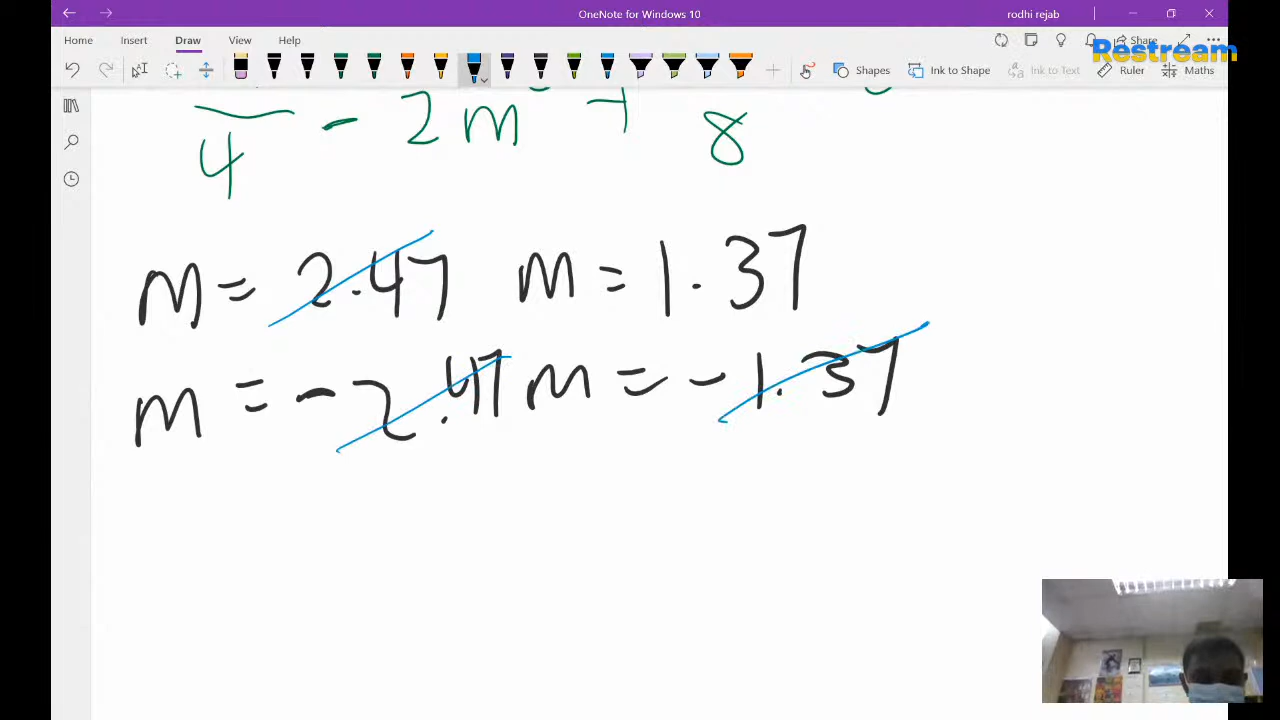 OneNote for Windows 10
rodhi rejab
Home Insert Draw View Help
Share
Restream
Shapes Ink to Shape Ink to Text Ruler Maths
4 - 2m + 8
m = 2.47 m = 1.37
m = -2.47 m = -1.37